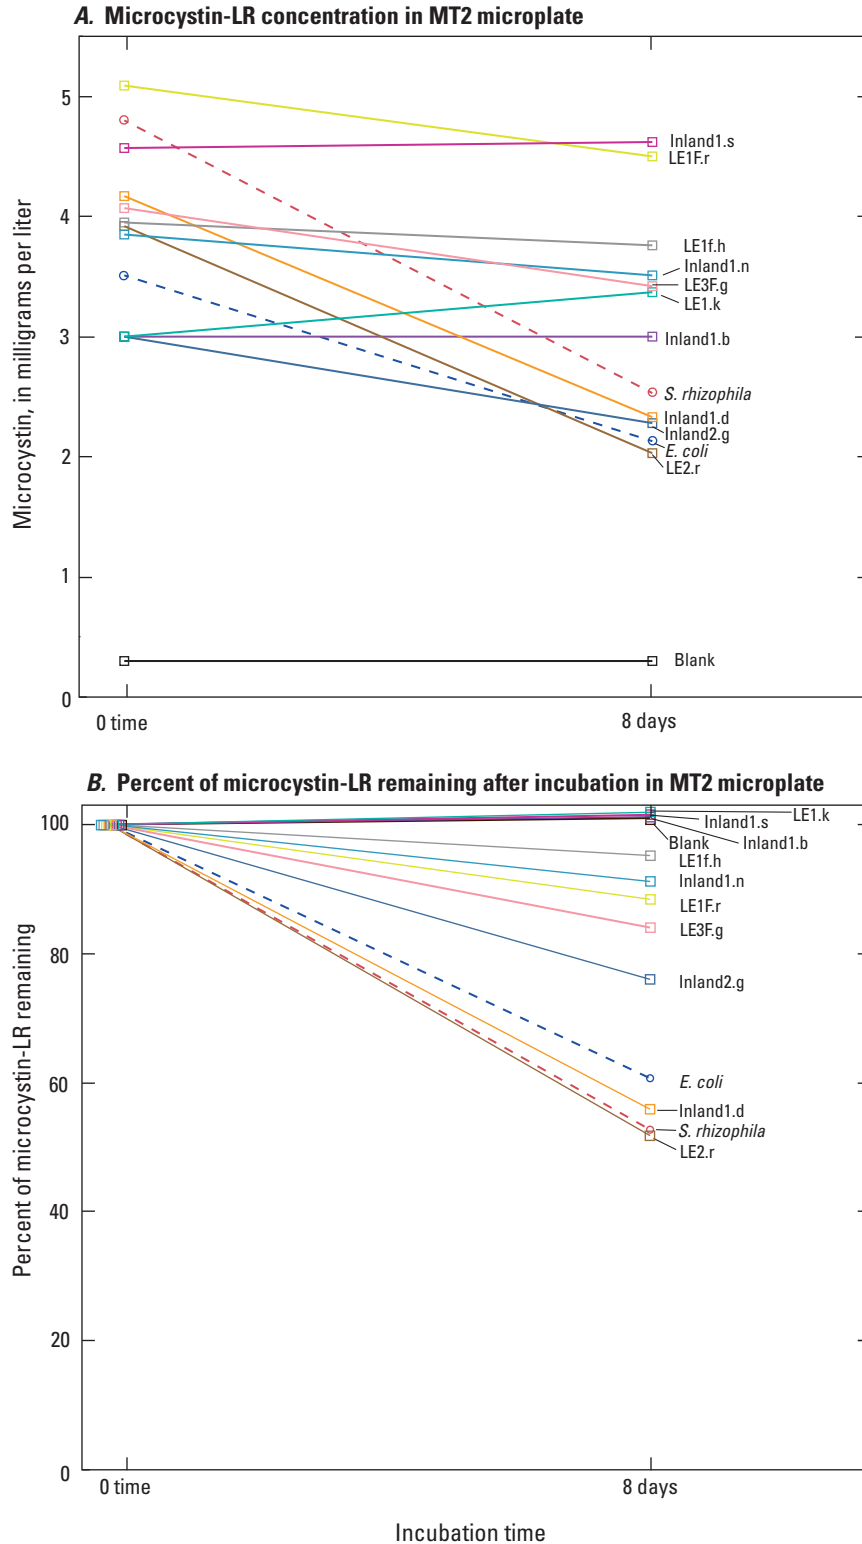 A. Microcystin-LR concentration in MT2 microplate
Microcystin, in milligrams per liter
5
4
3
2
1
0
Inland1.s
LE1F.r
LE1f.h
Inland1.n
LE3F.g
LE1.k
Inland1.b
S. rhizophila
Inland1.d
Inland2.g
E. coli
LE2.r
Blank
0 time
8 days
B. Percent of microcystin-LR remaining after incubation in MT2 microplate
Percent of microcystin-LR remaining
100
80
60
40
20
0
LE1.k
Inland1.s
Inland1.b
Blank
LE1f.h
Inland1.n
LE1F.r
LE3F.g
Inland2.g
E. coli
Inland1.d
S. rhizophila
LE2.r
0 time
8 days
Incubation time